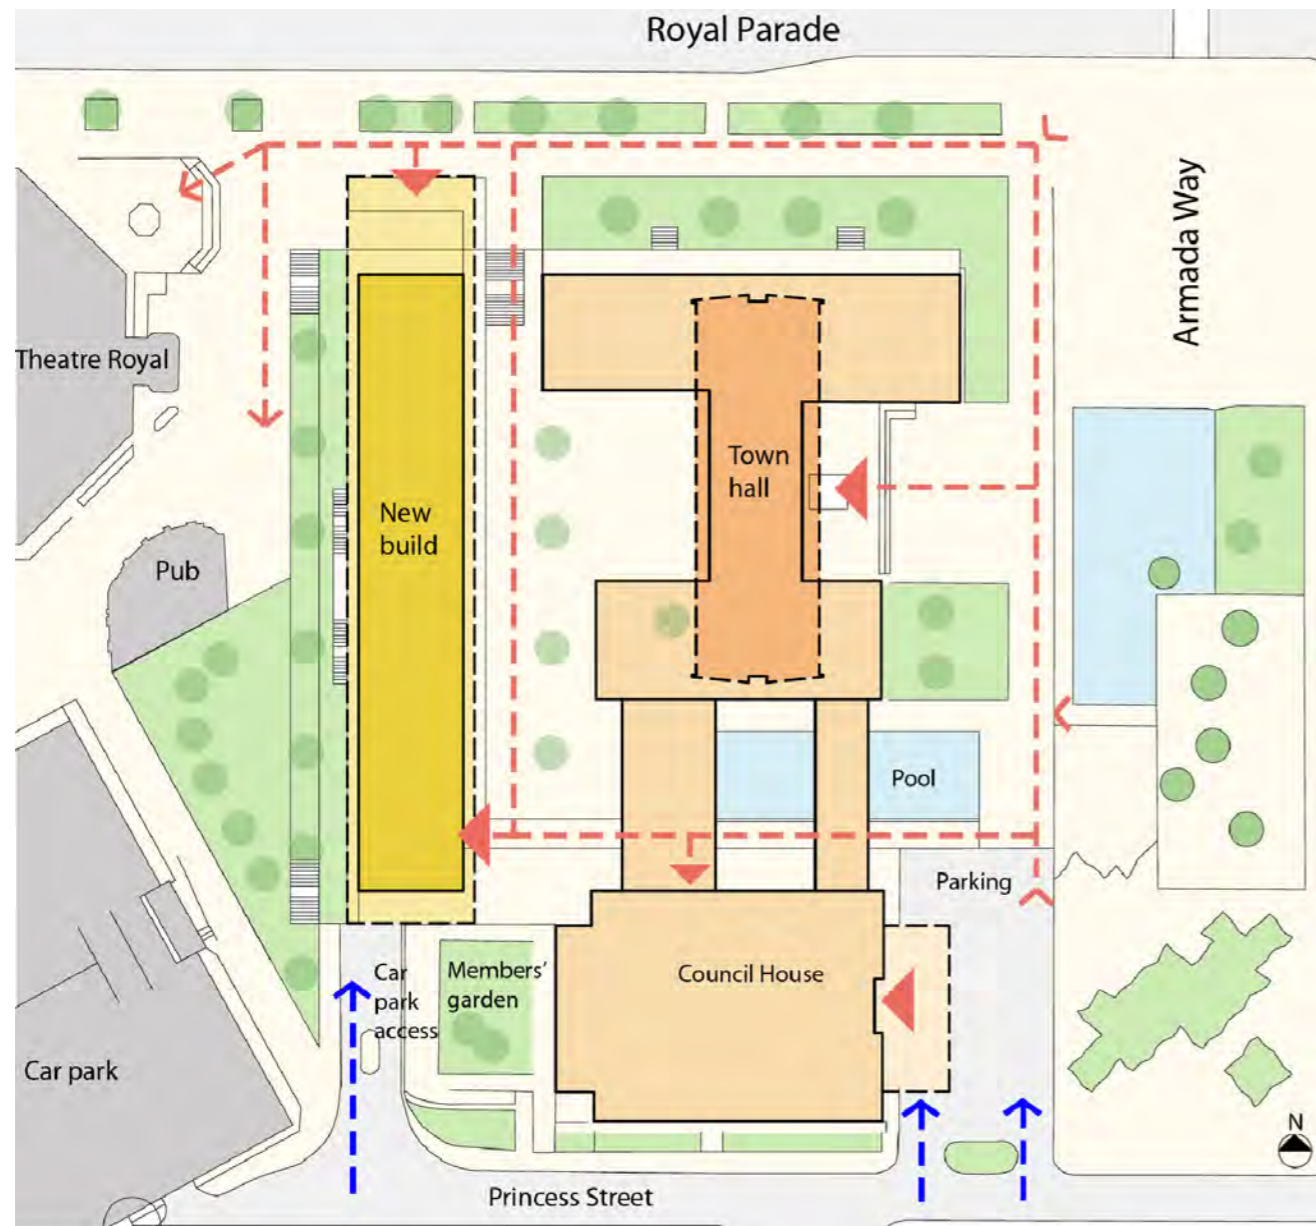 Royal Parade
Armada Way
Theatre Royal
Town
hall
New
build
Pub
Pool
Parking
Car
park
access
Members'
garden
Council House
Car park
N
Princess Street